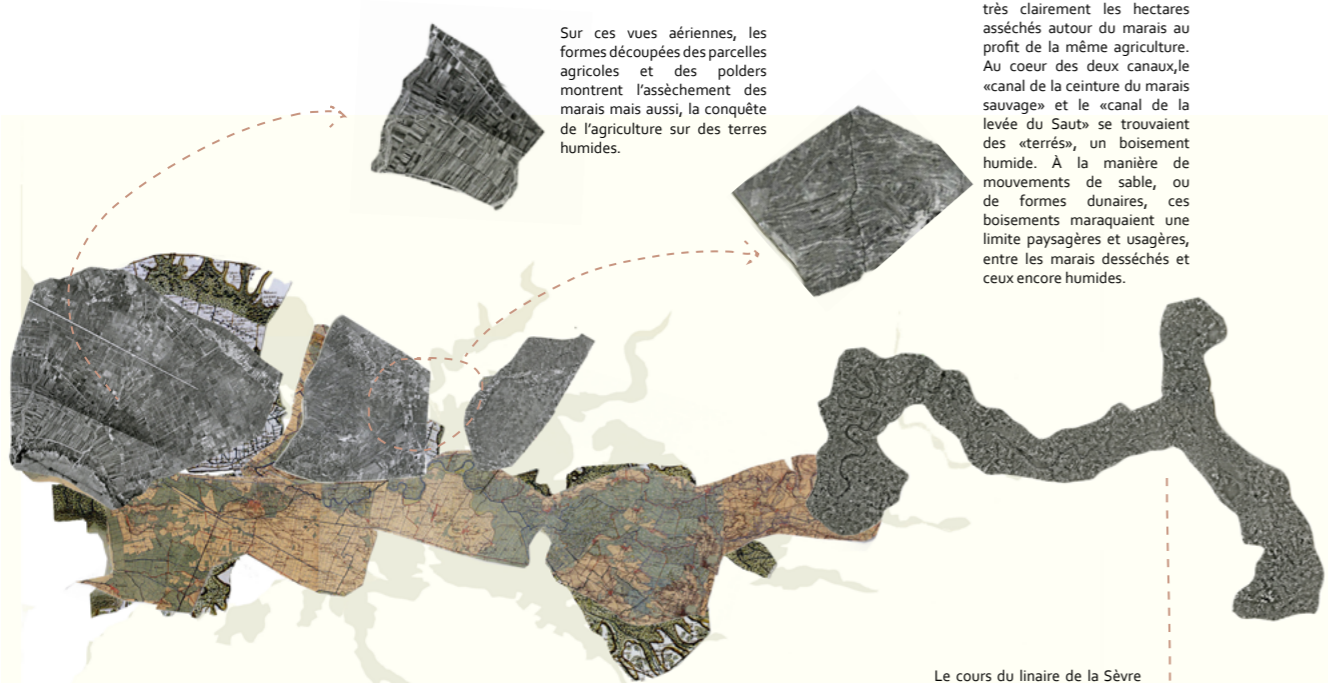 Sur ces vues aériennes, les
formes découpées des parcelles
agricoles et des polders
montrent l'assèchement des
marais mais aussi, la conquête
de l'agriculture sur des terres
humides.
très clairement les hectares
asséchés autour du marais au
profit de la même agriculture.
Au coeur des deux canaux,le
«canal de la ceinture du marais
sauvage» et le «canal de la
levée du Saut» se trouvaient
des «terrés», un boisement
humide. À la manière de
mouvements de sable, ou
de formes dunaires, ces
boisements maraquaient une
limite paysagères et usagères,
entre les marais desséchés et
ceux encore humides.
Le cours du linaire de la Sèvre